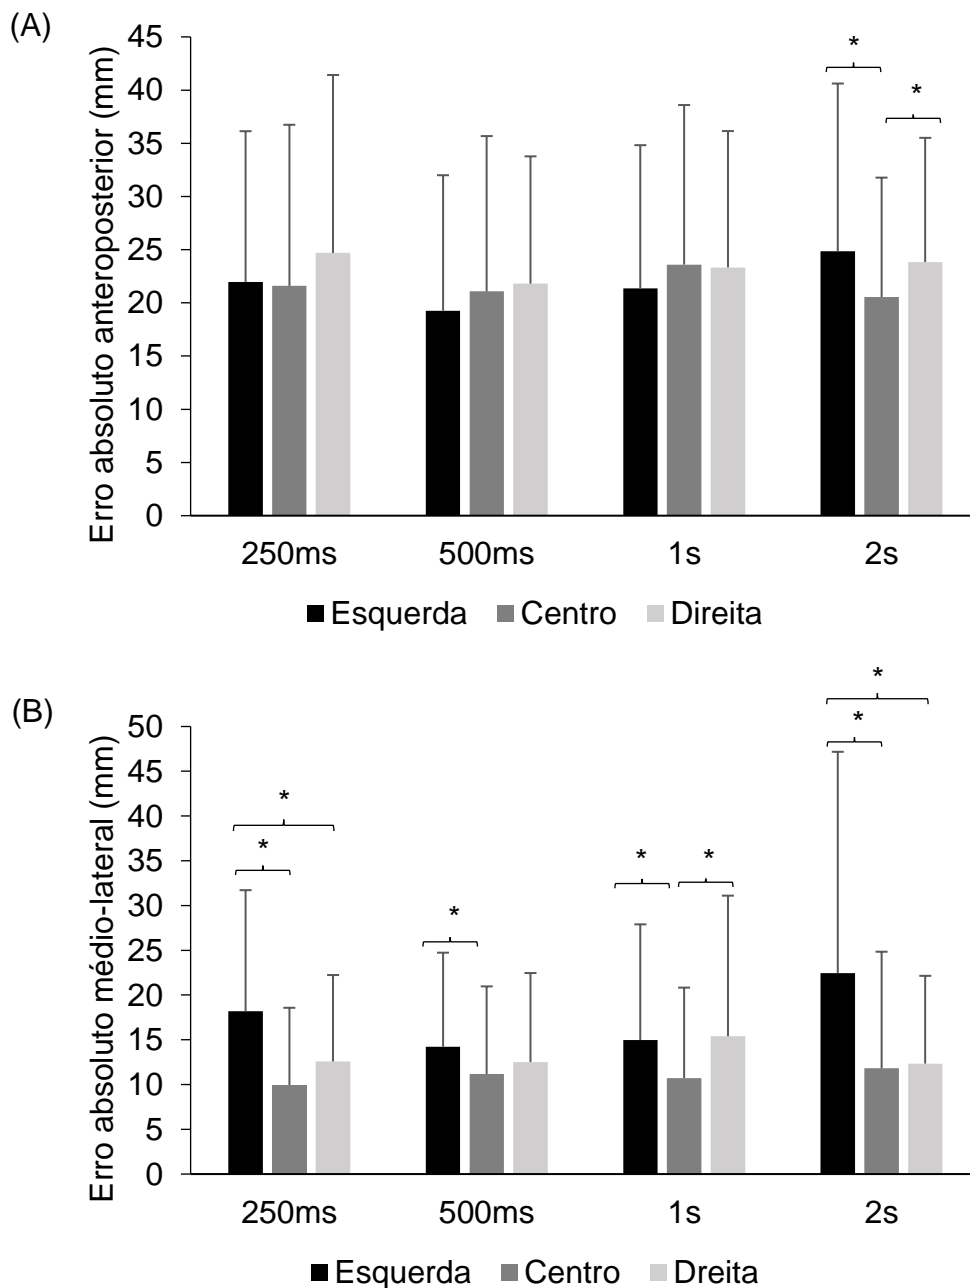 (A)
Erro absoluto anteroposterior (mm)
45
40
35
30
25
20
15
10
5
0
* *
250ms 500ms 1s 2s
Esquerda Centro Direita
(B)
Erro absoluto médio-lateral (mm)
50
45
40
35
30
25
20
15
10
5
0
* * * * * * *
250ms 500ms 1s 2s
Esquerda Centro Dreita